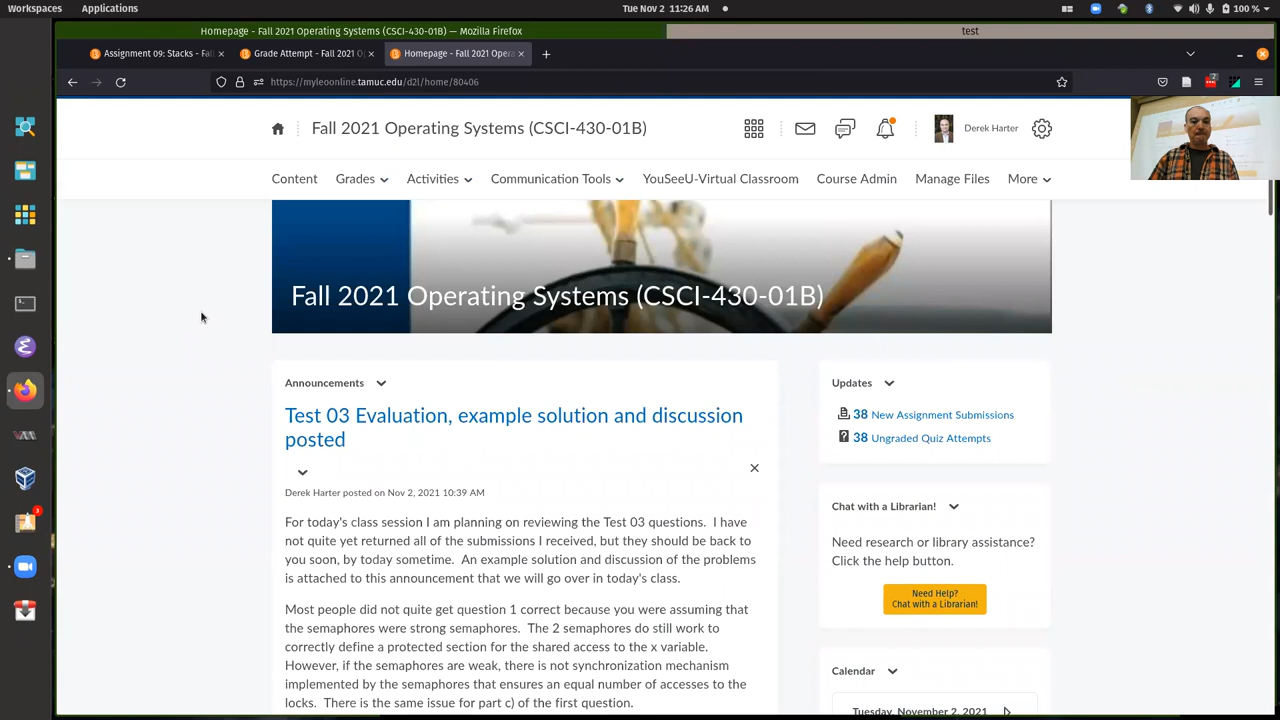 Workspaces Applications Tue Nov 2 11:26 AM 100 %
Homepage - Fall 2021 Operating Systems (CSCI-430-01B) — Mozilla Firefox test
Assignment 09: Stacks - Fal Grade Attempt - Fall 2021 O Homepage - Fall 2021 Opera
https://myleoonline.tamuc.edu/d2l/home/80406
Fall 2021 Operating Systems (CSCI-430-01B) Derek Harter
Content Grades Activities Communication Tools YouSeeU-Virtual Classroom Course Admin Manage Files More
Fall 2021 Operating Systems (CSCI-430-01B)
Announcements
Test 03 Evaluation, example solution and discussion
posted
Derek Harter posted on Nov 2, 2021 10:39 AM
For today's class session I am planning on reviewing the Test 03 questions. I have
not quite yet returned all of the submissions I received, but they should be back to
you soon, by today sometime. An example solution and discussion of the problems
is attached to this announcement that we will go over in today's class.
Most people did not quite get question 1 correct because you were assuming that
the semaphores were strong semaphores. The 2 semaphores do still work to
correctly define a protected section for the shared access to the x variable.
However, if the semaphores are weak, there is not synchronization mechanism
implemented by the semaphores that ensures an equal number of accesses to the
locks. There is the same issue for part c) of the first question.
Updates
38 New Assignment Submissions
38 Ungraded Quiz Attempts
Chat with a Librarian!
Need research or library assistance?
Click the help button.
Need Help?
Chat with a Librarian!
Calendar
Tuesday, November 2, 2021
3